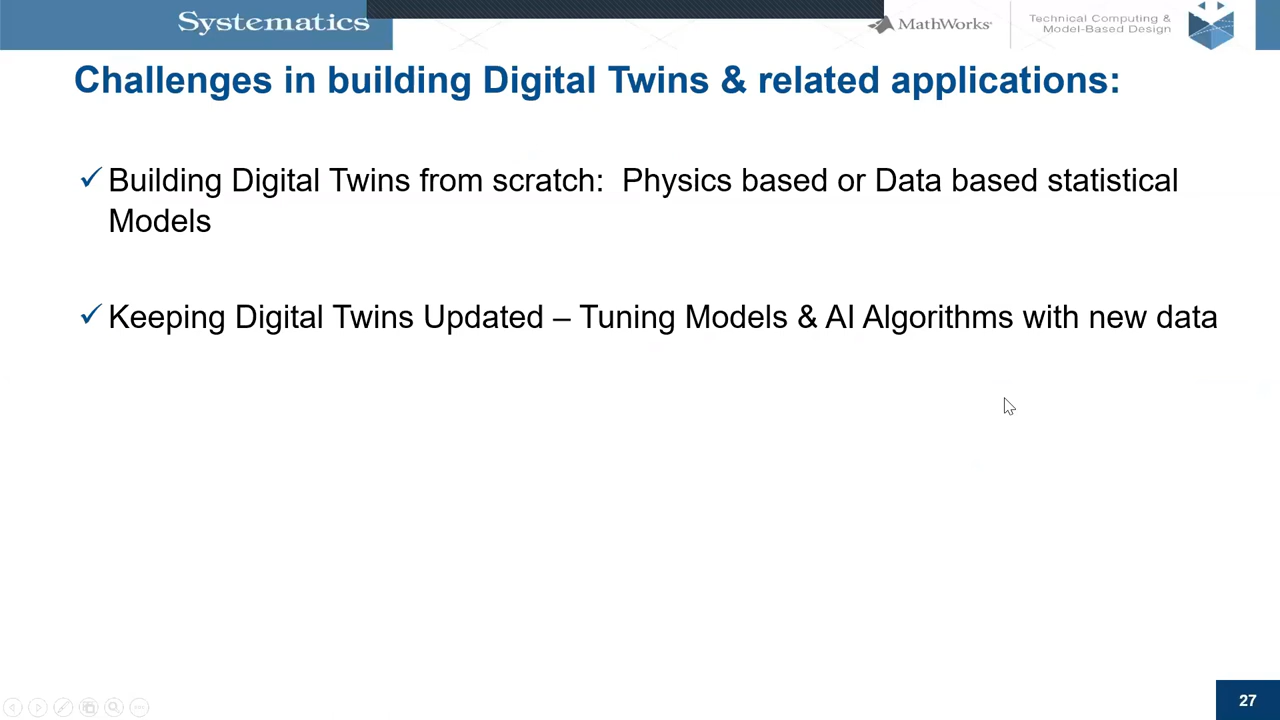 Systematics
MathWorks
Technical Computing &
Model-Based Design
Challenges in building Digital Twins & related applications:
Building Digital Twins from scratch: Physics based or Data based statistical
Models
Keeping Digital Twins Updated – Tuning Models & AI Algorithms with new data
27